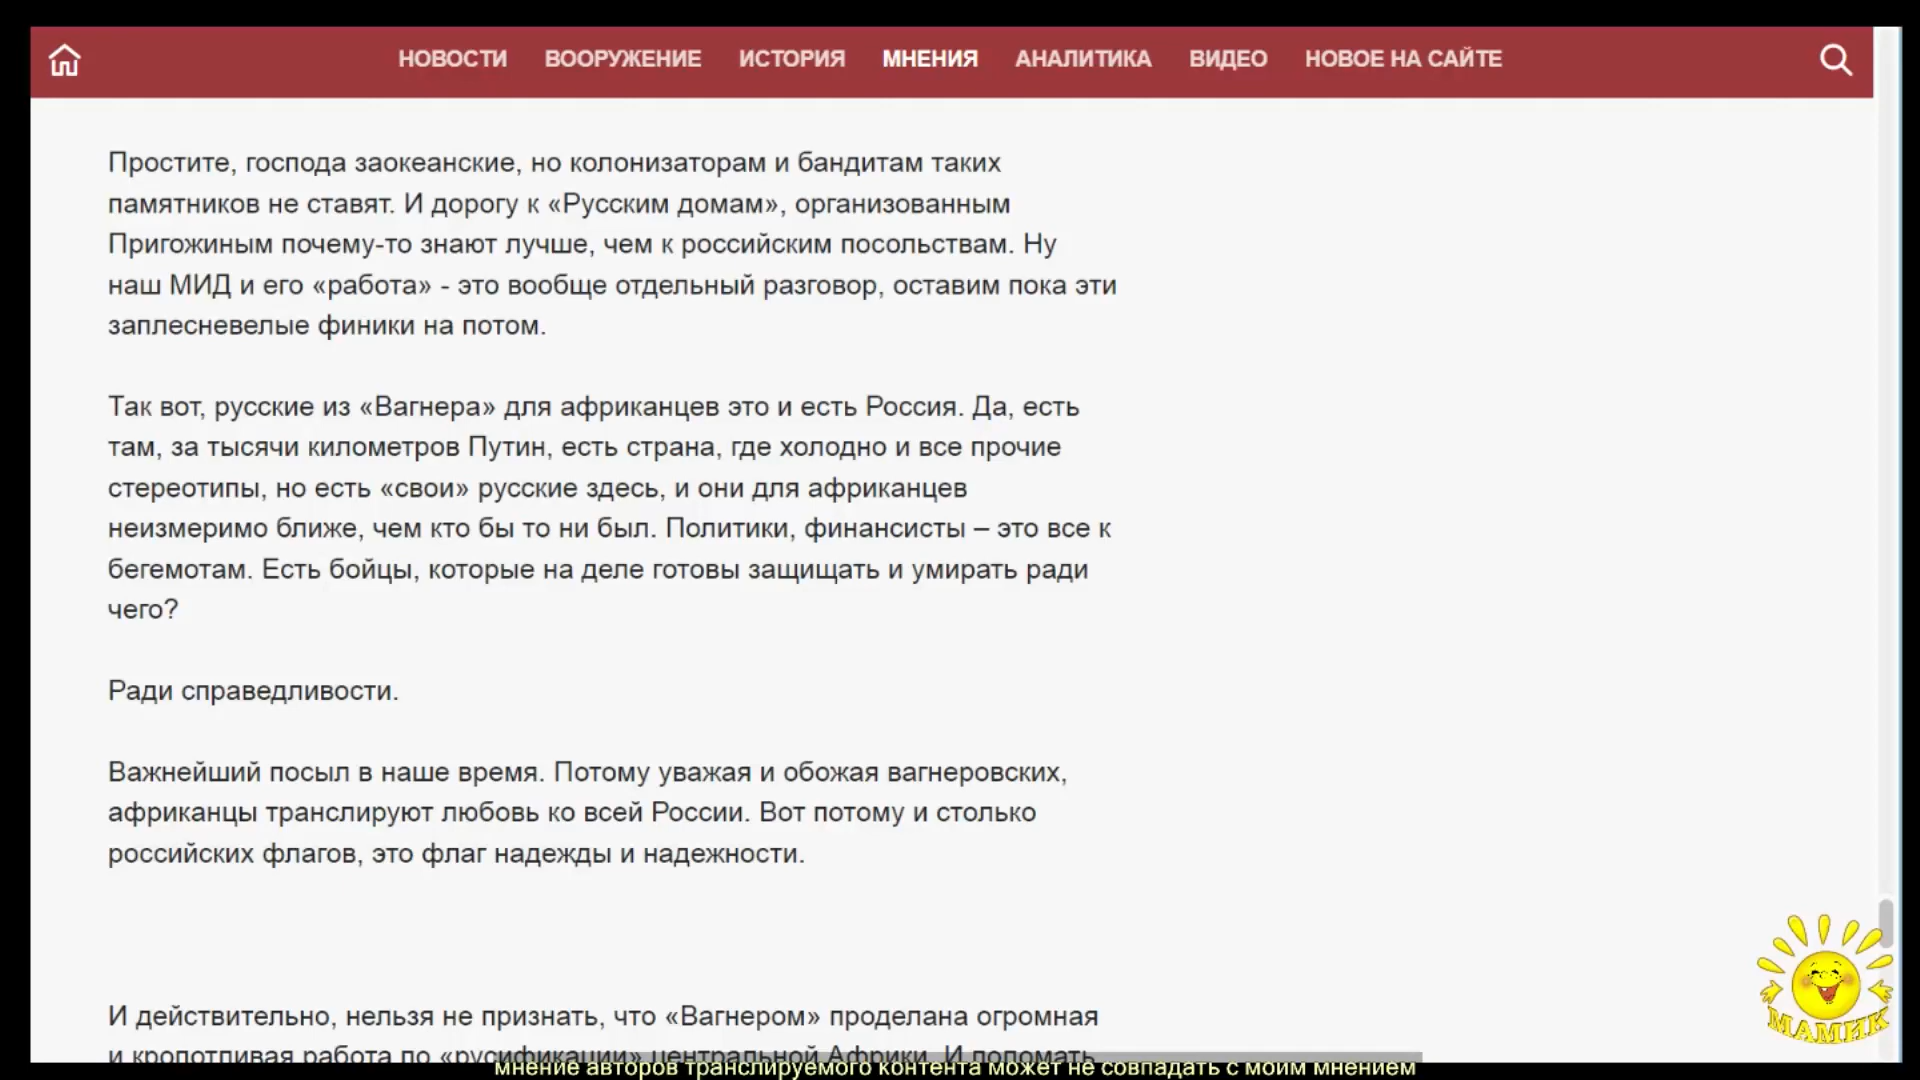 НОВОСТИ ВООРУЖЕНИЕ ИСТОРИЯ МНЕНИЯ АНАЛИТИКА ВИДЕО НОВОЕ НА САЙТЕ
Простите, господа заокеанские, но колонизаторам и бандитам таких
памятников не ставят. И дорогу к «Русским домам», организованным
Пригожиным почему-то знают лучше, чем к российским посольствам. Ну
наш МИД и его «работа» - это вообще отдельный разговор, оставим пока эти
заплесневелые финики на потом.
Так вот, русские из «Вагнера» для африканцев это и есть Россия. Да, есть
там, за тысячи километров Путин, есть страна, где холодно и все прочие
стереотипы, но есть «свои» русские здесь, и они для африканцев
неизмеримо ближе, чем кто бы то ни был. Политики, финансисты – это все к
бегемотам. Есть бойцы, которые на деле готовы защищать и умирать ради
чего?
Ради справедливости.
Важнейший посыл в наше время. Потому уважая и обожая вагнеровских,
африканцы транслируют любовь ко всей России. Вот потому и столько
российских флагов, это флаг надежды и надежности.
И действительно, нельзя не признать, что «Вагнером» проделана огромная
и кропотливая работа по «русификации» центральной Африки. И поломать
МАМИК
мнение авторов транслируемого контента может не совпадать с моим мнением